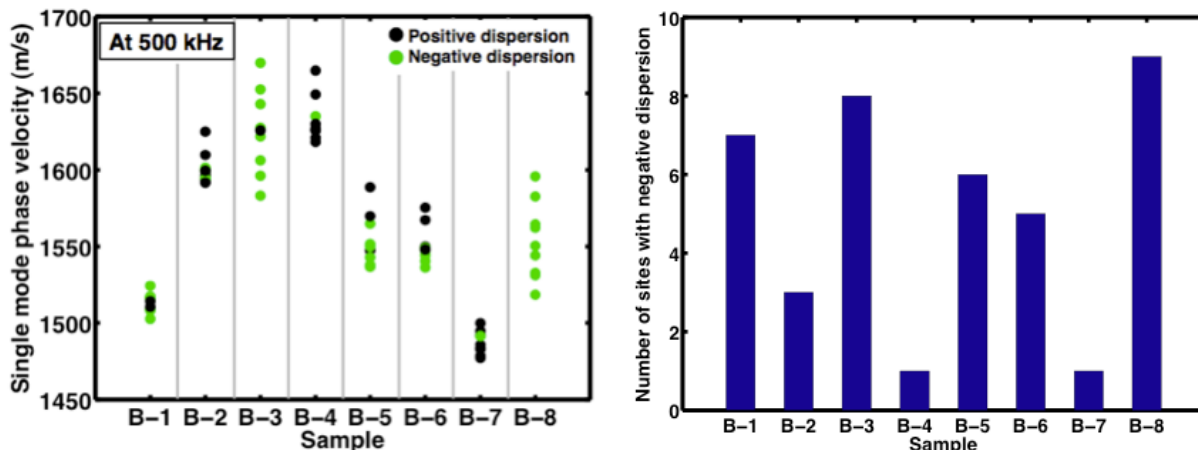 Single mode phase velocity (m/s)
1700
1650
1600
1550
1500
1450
At 500 kHz
Positive dispersion
Negative dispersion
B-1 B-2 B-3 B-4 B-5 B-6 B-7 B-8
Sample
Number of sites with negative dispersion
10
8
6
4
2
0
B-1 B-2 B-3 B-4 B-5 B-6 B-7 B-8
Sample